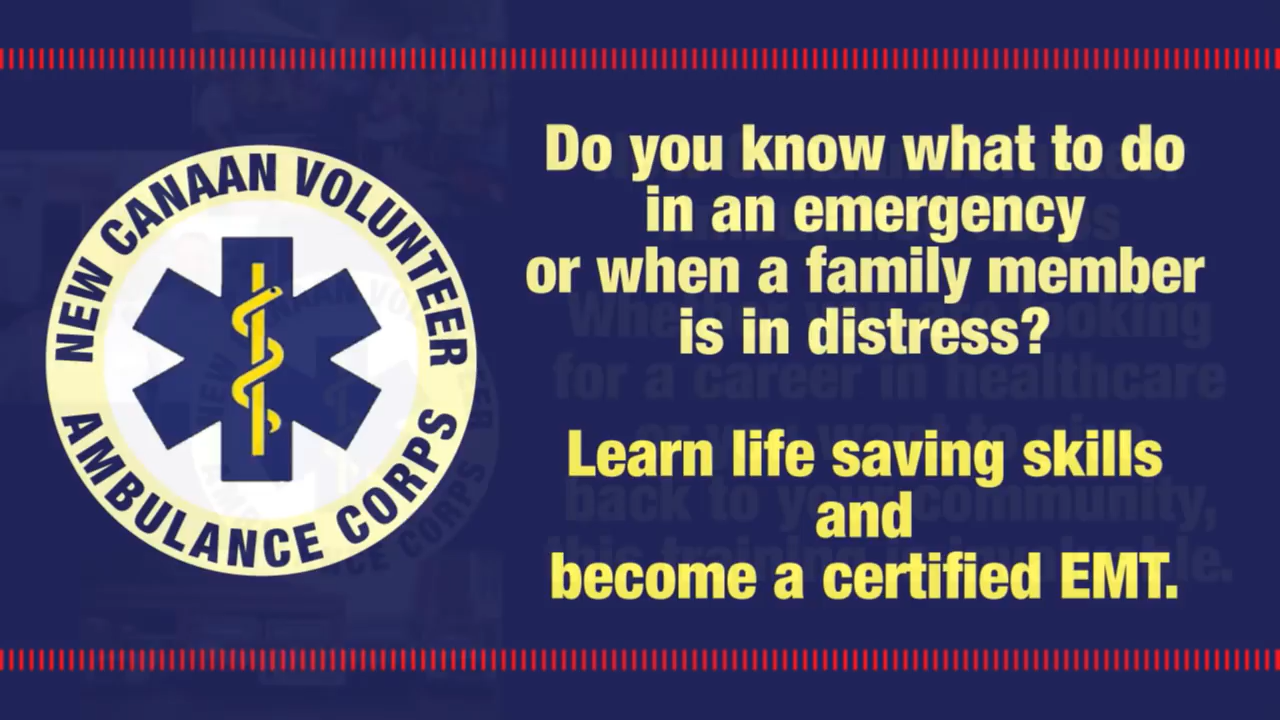 NEW CANAAN VOLUNTEER
AMBULANCE CORPS
Do you know what to do
in an emergency
or when a family member
is in distress?
Learn life saving skills
and
become a certified EMT.